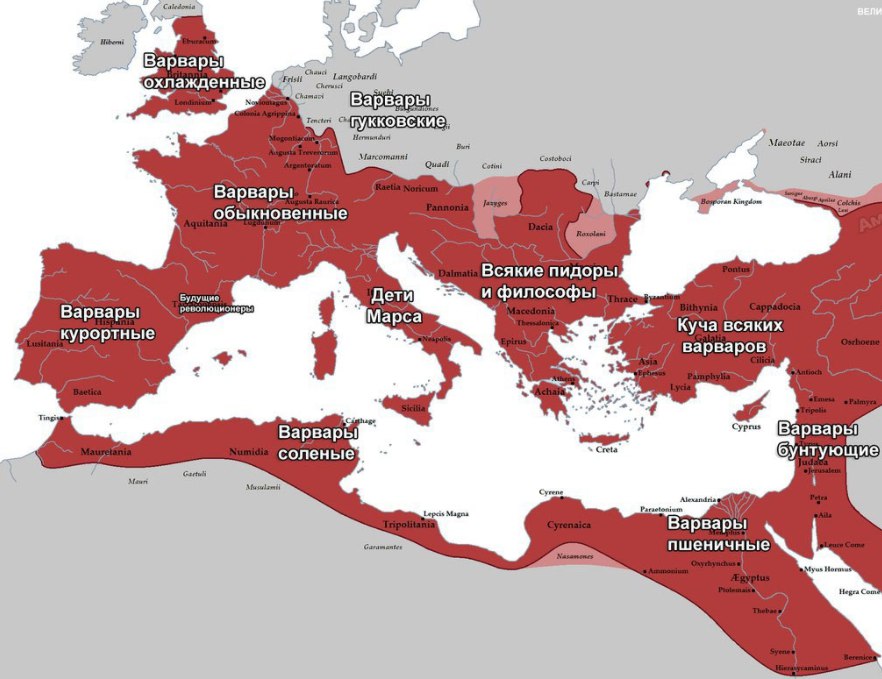 Caledonia
ВЕЛИ
Hiberni
Eburacum
Варвары
охлажденные
Britannia
Londinium
Frisii
Chauci
Langobardi
Cherusci
Chamavi
Suebi
Noviomagus
Варвары
гукковские
Colonia Agrippina
Tencteri
Hermunduri
Marcomanni
Quadi
Buri
Cotini
Costoboci
Carpi
Bastarnae
Maeotae
Aorsi
Siraci
Alani
Mogontiacum
Augusta Treverorum
Argentoratum
Варвары
обыкновенные
Augusta Raurica
Lugdunum
Aquitania
Raetia
Noricum
Pannonia
Iazyges
Dacia
Roxolani
Bosporan Kingdom
Colchis
Dalmatia
Всякие пидоры
и философы
Дети
Марса
Будущие
революционеры
Варвары
курортные
Hispania
Lusitania
Baetica
Neapolis
Sicilia
Macedonia
Thessalonica
Epirus
Athens
Achaia
Thrace
Byzantium
Pontus
Bithynia
Cappadocia
Куча всяких
варваров
Galatia
Cilicia
Asia
Ephesus
Pamphylia
Lycia
Osrhoene
Antioch
Emesa
Palmyra
Tripolis
Cyprus
Creta
Варвары
бунтующие
Judaea
Jerusalem
Petra
Aila
Leuce Come
Tingis
Mauretania
Numidia
Carthage
Варвары
соленые
Mauri
Gaetuli
Musulamii
Garamantes
Tripolitania
Lepcis Magna
Cyrene
Cyrenaica
Nasamones
Paraetonium
Alexandria
Варвары
пшеничные
Memphis
Oxyrhynchus
Ammonium
Ægyptus
Ptolemais
Thebae
Syene
Hierasycaminus
Berenice
Myus Hormus
Hegra Come